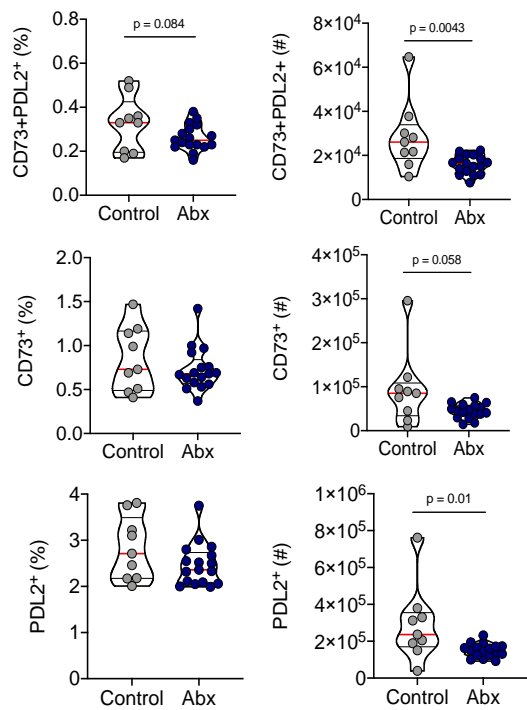 p = 0.084
CD73+PDL2⁺ (%)
0.8
0.6
0.4
0.2
0.0
Control Abx
p = 0.0043
CD73+PDL2+ (#)
8×10⁴
6×10⁴
4×10⁴
2×10⁴
0
Control Abx
CD73⁺ (%)
2.0
1.5
1.0
0.5
0.0
Control Abx
p = 0.058
CD73⁺ (#)
4×10⁵
3×10⁵
2×10⁵
1×10⁵
0
Control Abx
PDL2⁺ (%)
4
3
2
1
0
Control Abx
p = 0.01
PDL2⁺ (#)
1×10⁶
8×10⁵
6×10⁵
4×10⁵
2×10⁵
0
Control Abx